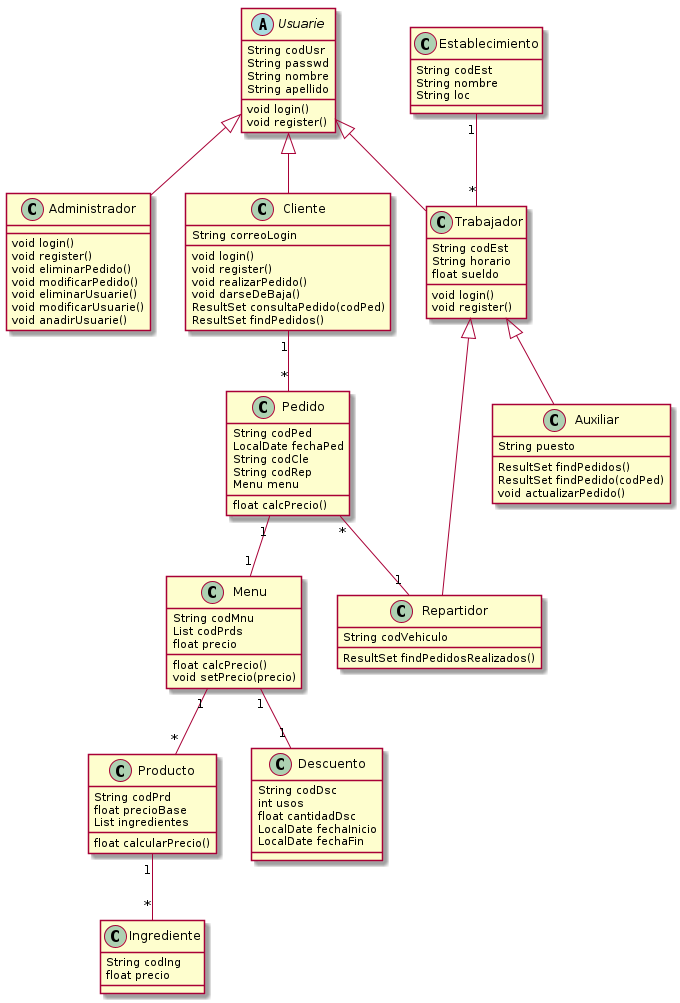 A Usuarie
String codUsr
String passwd
String nombre
String apellido
void login()
void register()
C Establecimiento
String codEst
String nombre
String loc
1
*
C Administrador
void login()
void register()
void eliminarPedido()
void modificarPedido()
void eliminarUsuarie()
void modificarUsuarie()
void anadirUsuarie()
C Cliente
String correoLogin
void login()
void register()
void realizarPedido()
void darseDeBaja()
ResultSet consultaPedido(codPed)
ResultSet findPedidos()
C Trabajador
String codEst
String horario
float sueldo
void login()
void register()
1
*
C Pedido
String codPed
LocalDate fechaPed
String codCle
String codRep
Menu menu
float calcPrecio()
C Auxiliar
String puesto
ResultSet findPedidos()
ResultSet findPedido(codPed)
void actualizarPedido()
1
*
1
1
C Menu
String codMnu
List codPrds
float precio
float calcPrecio()
void setPrecio(precio)
C Repartidor
String codVehiculo
ResultSet findPedidosRealizados()
1
1
*
1
C Producto
String codPrd
float precioBase
List ingredientes
float calcularPrecio()
C Descuento
String codDsc
int usos
float cantidadDsc
LocalDate fechaInicio
LocalDate fechaFin
1
*
C Ingrediente
String codIng
float precio